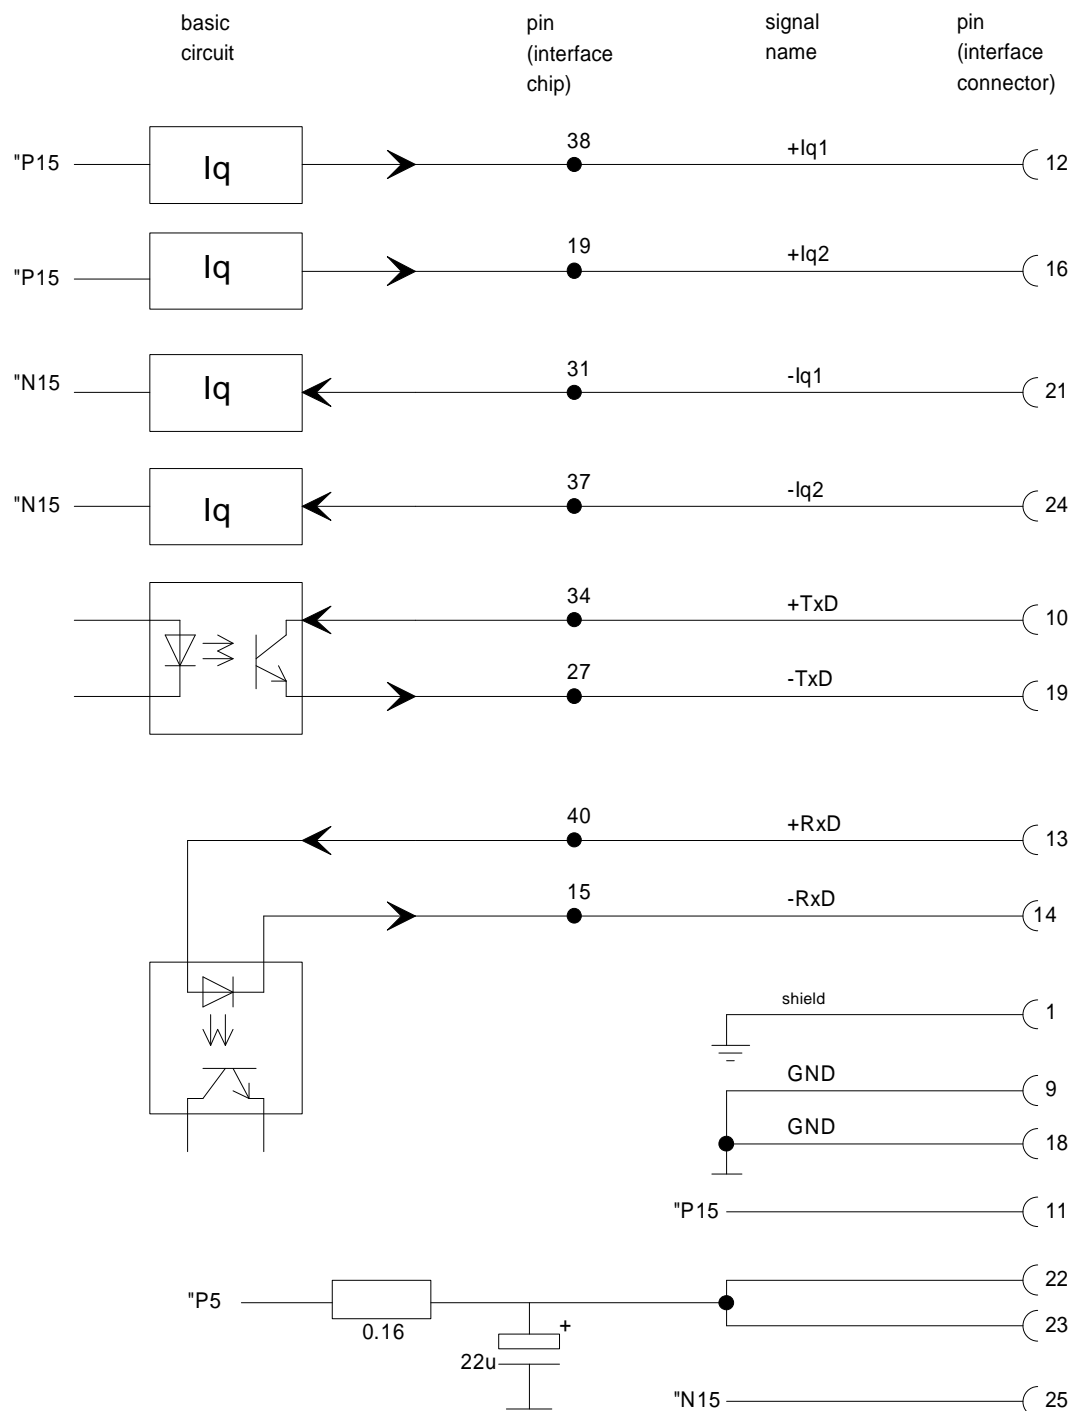 basic circuit
pin (interface chip)
signal name
pin (interface connector)
"P15 Iq 38 +Iq1 12
"P15 Iq 19 +Iq2 16
"N15 Iq 31 -Iq1 21
"N15 Iq 37 -Iq2 24
34 +TxD 10
27 -TxD 19
40 +RxD 13
15 -RxD 14
shield 1
GND 9
GND 18
"P15 11
22
"P5 0.16 23
+
22u
"N15 25